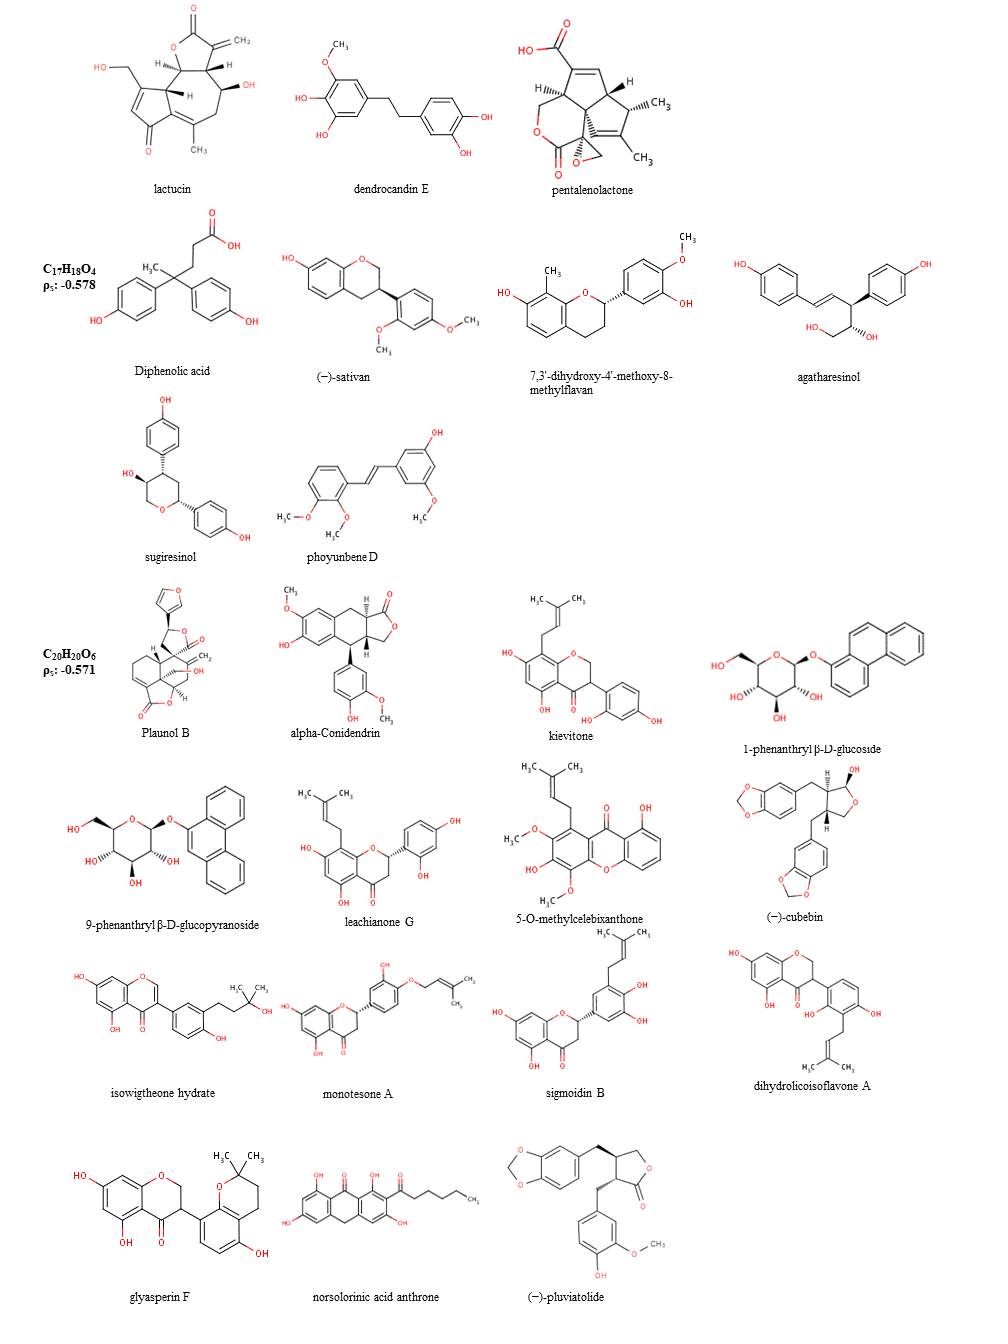 lactucin
dendrocandin E
pentalenolactone
C17H18O4
ρs: -0.578
Diphenolic acid
(−)-sativan
7,3'-dihydroxy-4'-methoxy-8-
methylflavan
agatharesinol
sugiresinol
phoyunbene D
C20H20O6
ρs: -0.571
Plaunol B
alpha-Conidendrin
kievitone
1-phenanthryl β-D-glucoside
9-phenanthryl β-D-glucopyranoside
leachianone G
5-O-methylcelebixanthone
(−)-cubebin
isowigtheone hydrate
monotesone A
sigmoidin B
dihydrolicoisoflavone A
glyasperin F
norsolorinic acid anthrone
(−)-pluviatolide